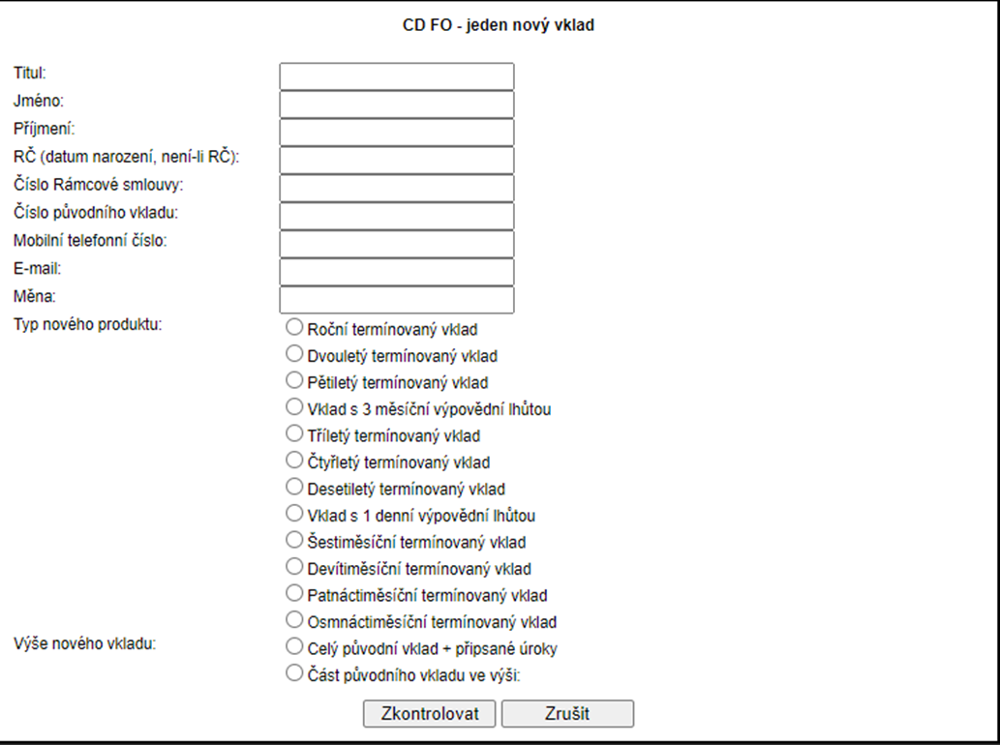 CD FO - jeden nový vklad
Titul:
Jméno:
Příjmení:
RČ (datum narození, není-li RČ):
Číslo Rámcové smlouvy:
Číslo původního vkladu:
Mobilní telefonní číslo:
E-mail:
Měna:
Typ nového produktu:
Roční termínovaný vklad
Dvouletý termínovaný vklad
Pětiletý termínovaný vklad
Vklad s 3 měsíční výpovědní lhůtou
Tříletý termínovaný vklad
Čtyřletý termínovaný vklad
Desetiletý termínovaný vklad
Vklad s 1 denní výpovědní lhůtou
Šestiměsíční termínovaný vklad
Devítiměsíční termínovaný vklad
Patnáctiměsíční termínovaný vklad
Osmnáctiměsíční termínovaný vklad
Výše nového vkladu:
Celý původní vklad + připsané úroky
Část původního vkladu ve výši:
Zkontrolovat Zrušit